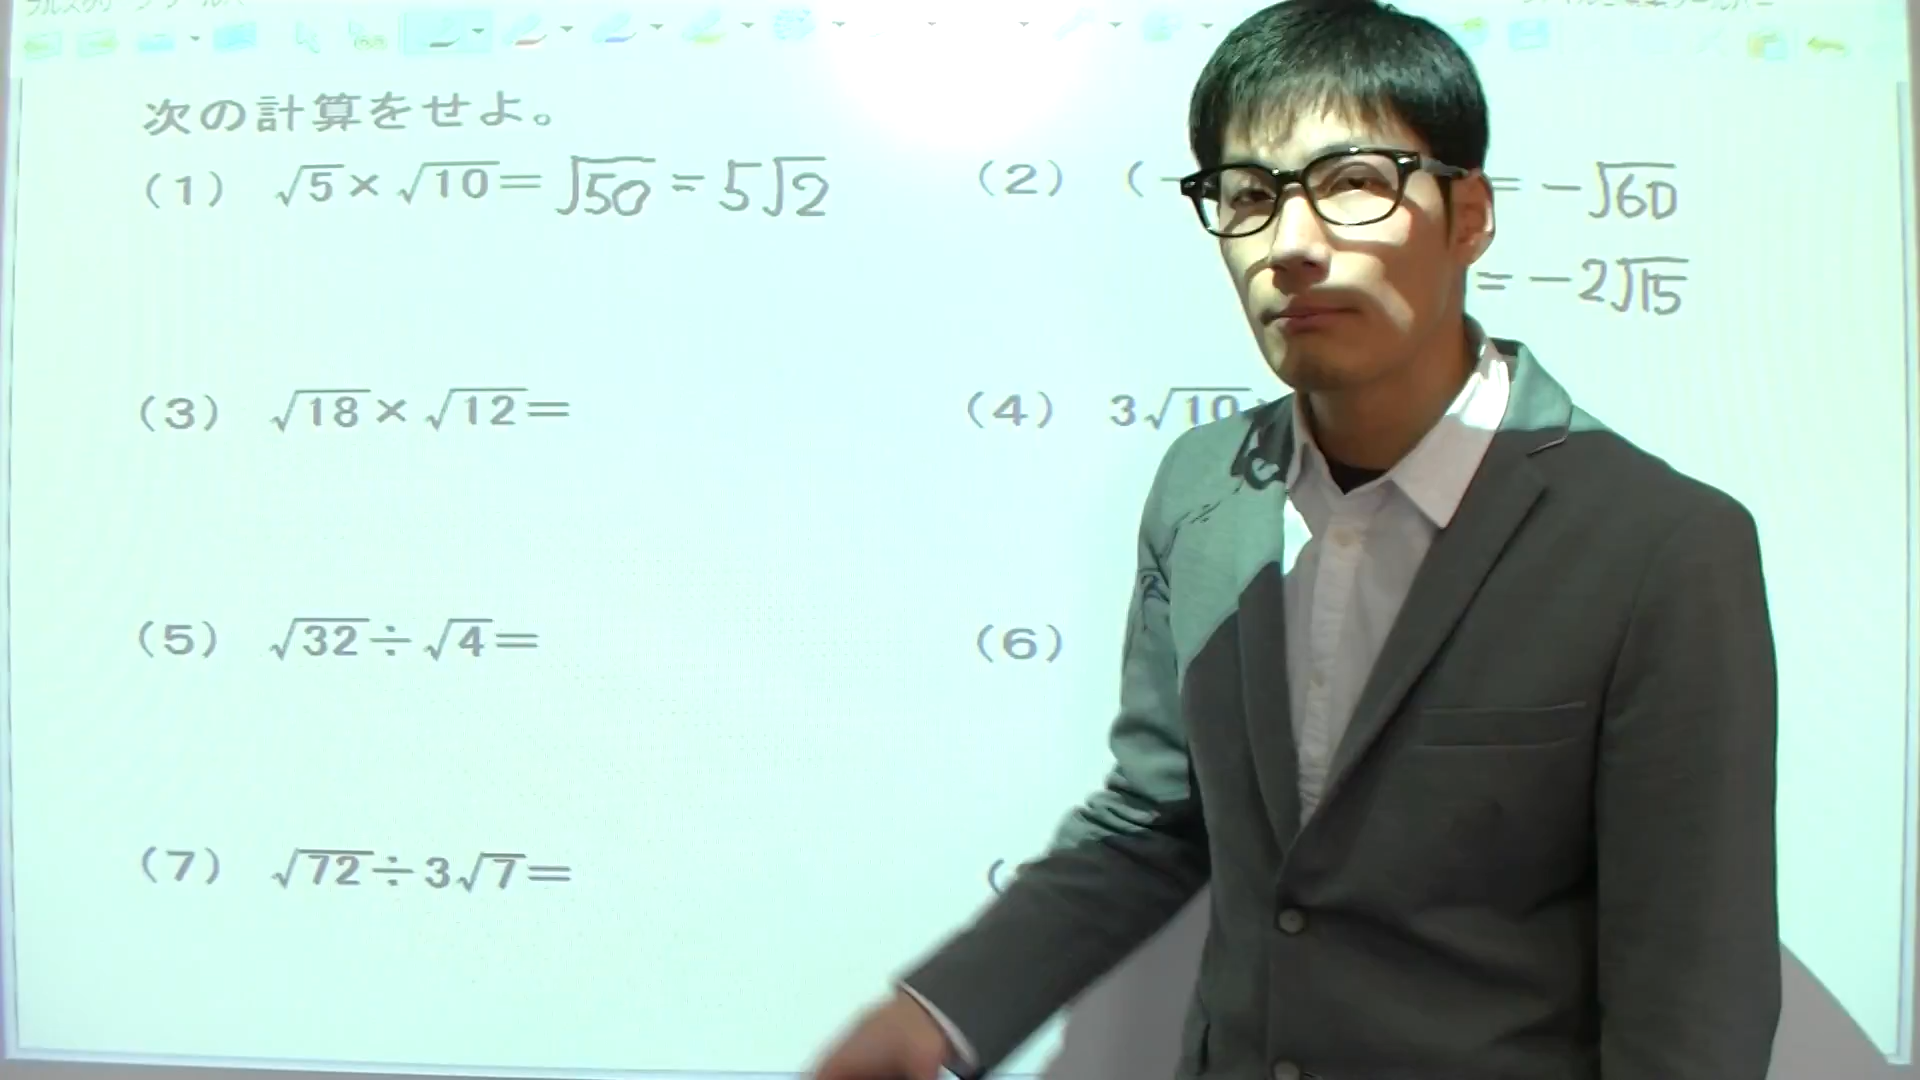 次の計算をせよ。
(1) √5 × √10 = √50 = 5√2
(2) (− = −√60
= −2√15
(3) √18 × √12 =
(4) 3√10
(5) √32 ÷ √4 =
(6)
(7) √72 ÷ 3√7 =